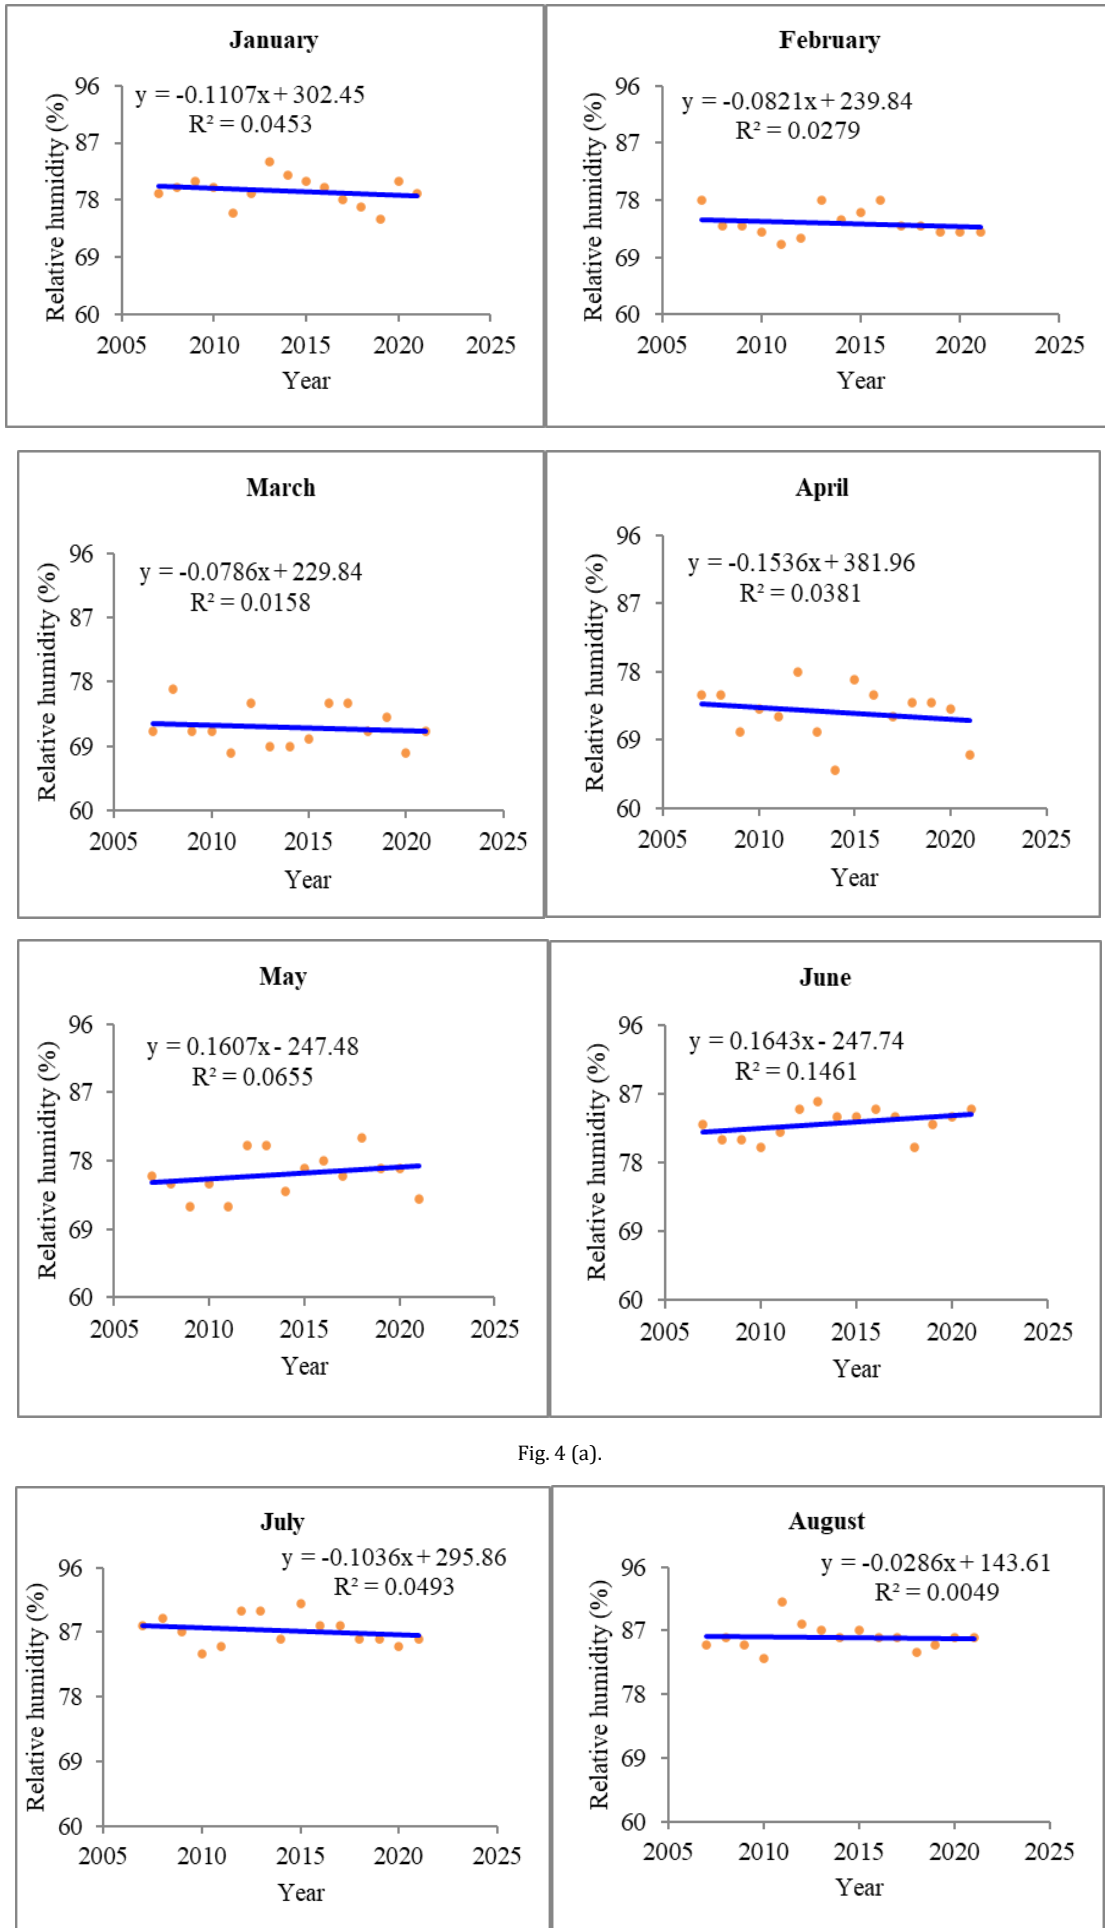 January
y = -0.1107x + 302.45
R² = 0.0453
Relative humidity (%)
96
87
78
69
60
2005 2010 2015 2020 2025
Year
February
y = -0.0821x + 239.84
R² = 0.0279
Relative humidity (%)
96
87
78
69
60
2005 2010 2015 2020 2025
Year
March
y = -0.0786x + 229.84
R² = 0.0158
Relative humidity (%)
96
87
78
69
60
2005 2010 2015 2020 2025
Year
April
y = -0.1536x + 381.96
R² = 0.0381
Relative humidity (%)
96
87
78
69
60
2005 2010 2015 2020 2025
Year
May
y = 0.1607x - 247.48
R² = 0.0655
Relative humidity (%)
96
87
78
69
60
2005 2010 2015 2020 2025
Year
June
y = 0.1643x - 247.74
R² = 0.1461
Relative humidity (%)
96
87
78
69
60
2005 2010 2015 2020 2025
Year
Fig. 4 (a).
July
y = -0.1036x + 295.86
R² = 0.0493
Relative humidity (%)
96
87
78
69
60
2005 2010 2015 2020 2025
Year
August
y = -0.0286x + 143.61
R² = 0.0049
Relative humidity (%)
96
87
78
69
60
2005 2010 2015 2020 2025
Year